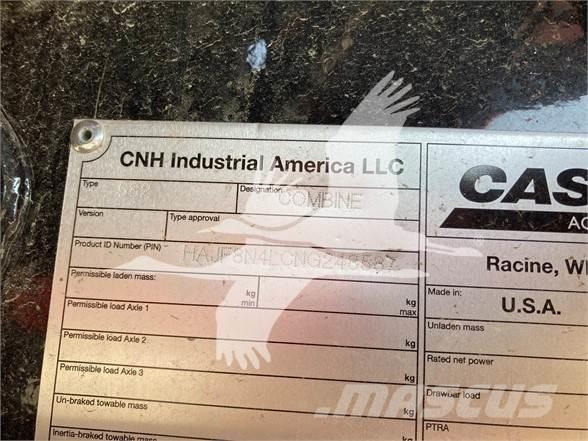 CNH Industrial America LLC
Type
Designation COMBINE
Version
Type approval
Product ID Number (PIN)
Permissible laden mass: kg min kg max
Permissible load Axle 1 kg
Permissible load Axle 2 kg
Permissible load Axle 3 kg
Un-braked towable mass
Inertia-braked towable mass
CAS
AG
Racine, WI
Made in:
U.S.A.
Unladen mass
Rated net power
Drawbar load
PTRA
mascus